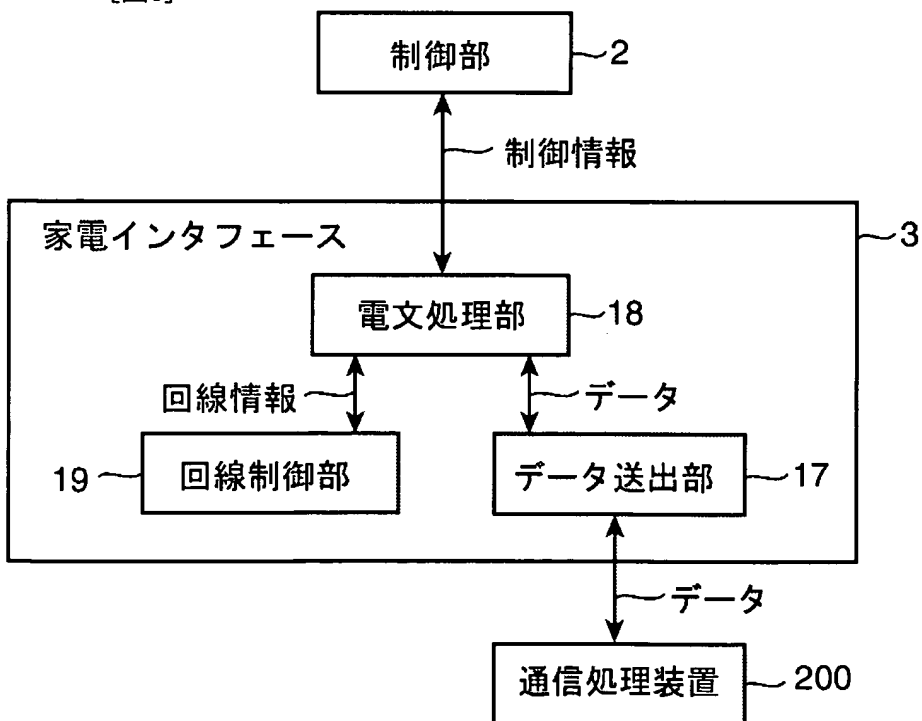 制御部 2
制御情報
家電インタフェース 3
電文処理部 18
回線情報 データ
19 回線制御部 データ送出部 17
データ
通信処理装置 200